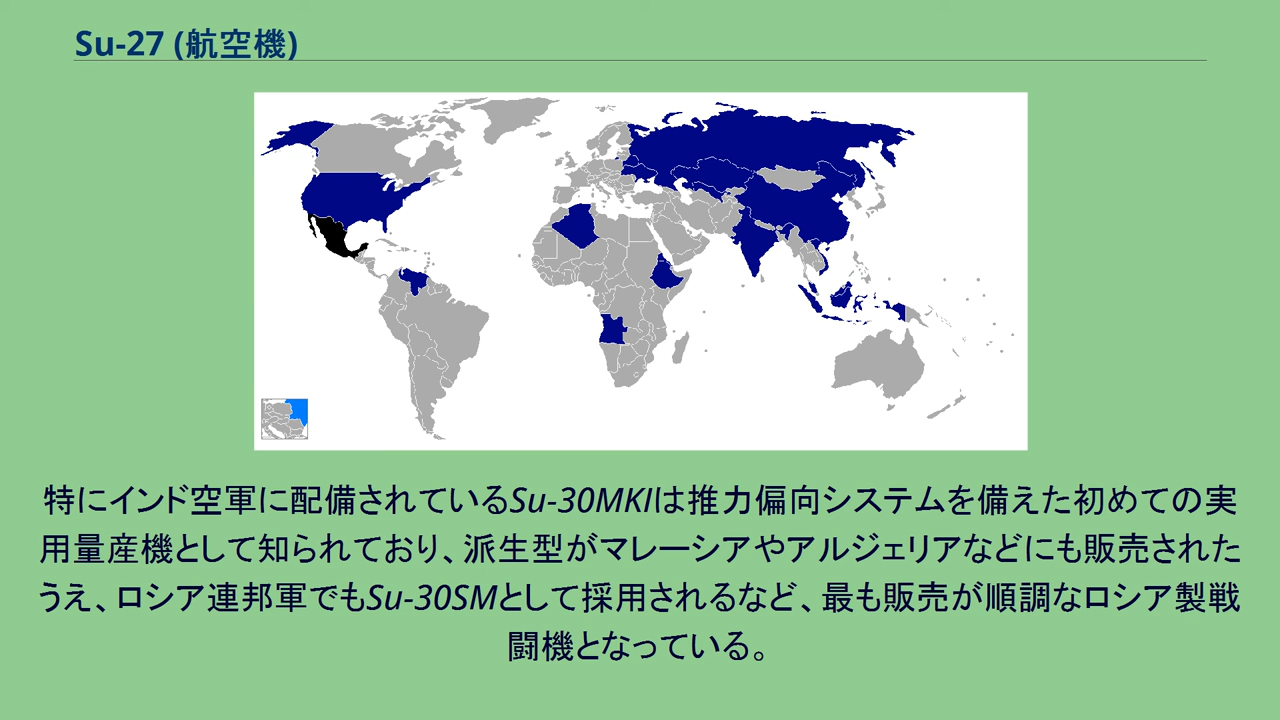 Su-27 (航空機)
特にインド空軍に配備されているSu-30MKIは推力偏向システムを備えた初めての実
用量産機として知られており、派生型がマレーシアやアルジェリアなどにも販売された
うえ、ロシア連邦軍でもSu-30SMとして採用されるなど、最も販売が順調なロシア製戦
闘機となっている。